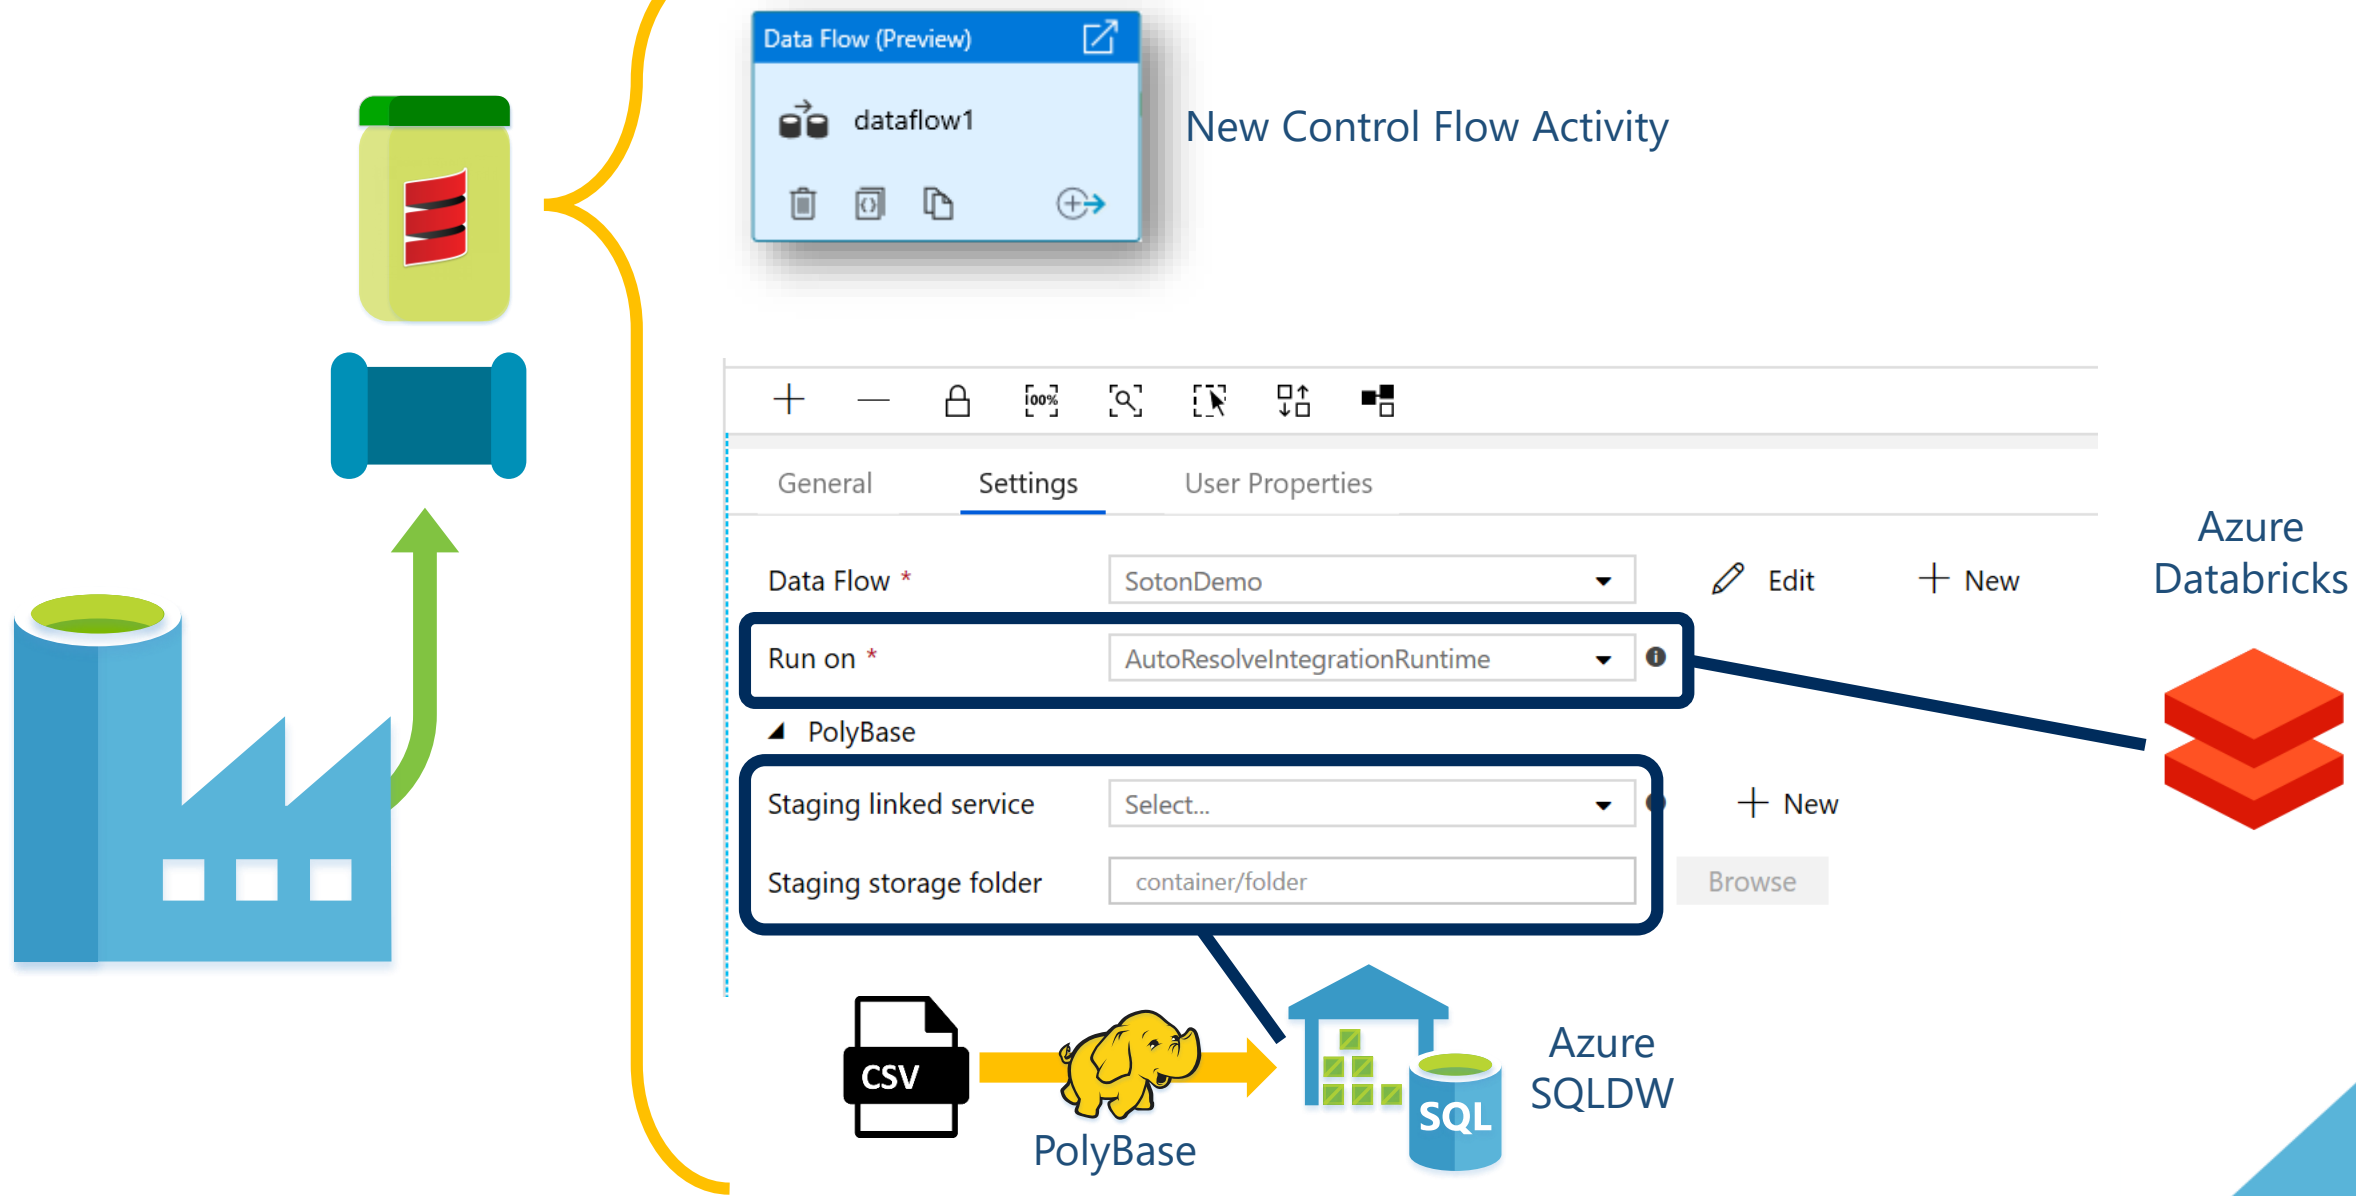 Data Flow (Preview)
dataflow1
New Control Flow Activity
100%
General Settings User Properties
Data Flow * SotonDemo Edit New
Run on * AutoResolveIntegrationRuntime
Azure
Databricks
PolyBase
Staging linked service Select... New
Staging storage folder container/folder Browse
CSV
PolyBase
SQL
Azure
SQLDW